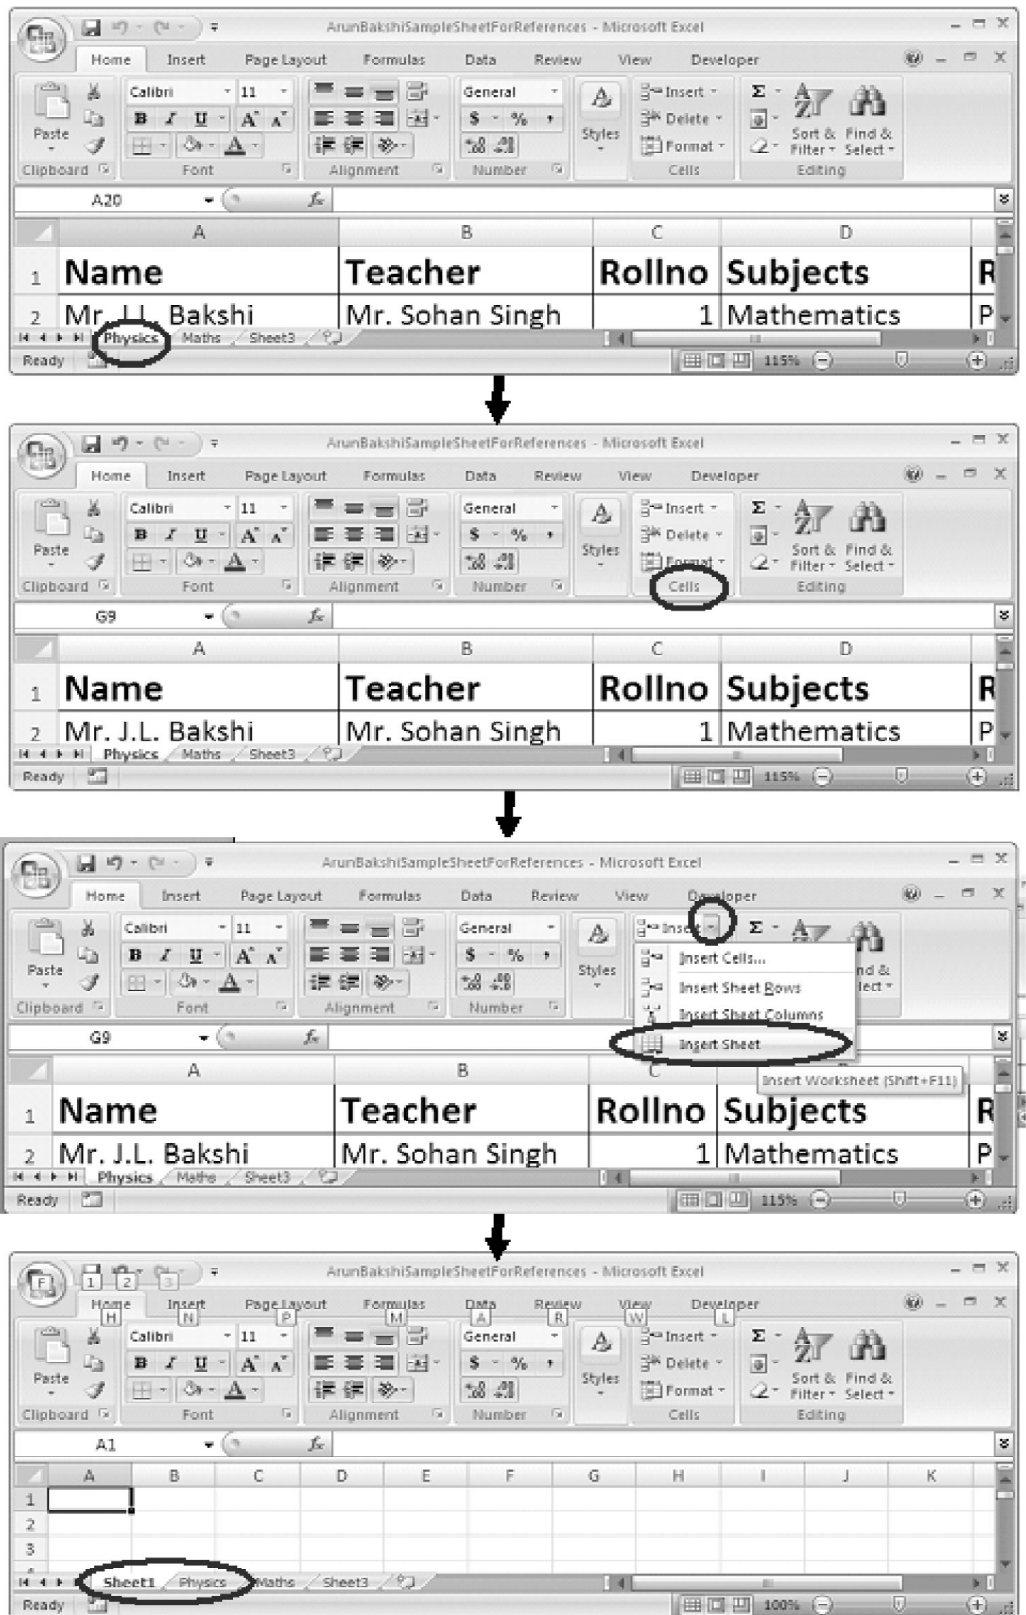 ArunBakshiSampleSheetForReferences - Microsoft Excel
Home Insert Page Layout Formulas Data Review View Developer
Calibri 11 General Insert Σ
Paste B I U A A $ % , Styles Delete Sort & Find &
A Format Filter Select
Clipboard Font Alignment Number Cells Editing
A20 fx
A B C D
1 Name Teacher Rollno Subjects R
2 Mr. J.L. Bakshi Mr. Sohan Singh 1 Mathematics P
Physics Maths Sheet3
Ready 115%
ArunBakshiSampleSheetForReferences - Microsoft Excel
Home Insert Page Layout Formulas Data Review View Developer
Calibri 11 General Insert Σ
Paste B I U A A $ % , Styles Delete Sort & Find &
A Format Filter Select
Clipboard Font Alignment Number Cells Editing
G9 fx
A B C D
1 Name Teacher Rollno Subjects R
2 Mr. J.L. Bakshi Mr. Sohan Singh 1 Mathematics P
Physics Maths Sheet3
Ready 115%
ArunBakshiSampleSheetForReferences - Microsoft Excel
Home Insert Page Layout Formulas Data Review View Developer
Calibri 11 General Insert Σ
Insert Cells...
Paste B I U A A $ % , Styles nd &
Insert Sheet Rows lect
Clipboard Font Alignment Number
Insert Sheet Columns
G9 fx Insert Sheet
A B C
Insert Worksheet (Shift+F11)
1 Name Teacher Rollno Subjects R
2 Mr. J.L. Bakshi Mr. Sohan Singh 1 Mathematics P
Physics Maths Sheet3
Ready 115%
F 1 2 3 ArunBakshiSampleSheetForReferences - Microsoft Excel
Home Insert Page Layout Formulas Data Review View Developer
H N P M A R W L
Calibri 11 General Insert Σ
Paste B I U A A $ % , Styles Delete Sort & Find &
A Format Filter Select
Clipboard Font Alignment Number Cells Editing
A1 fx
A B C D E F G H I J K
1
2
3
Sheet1 Physics Maths Sheet3
Ready 100%